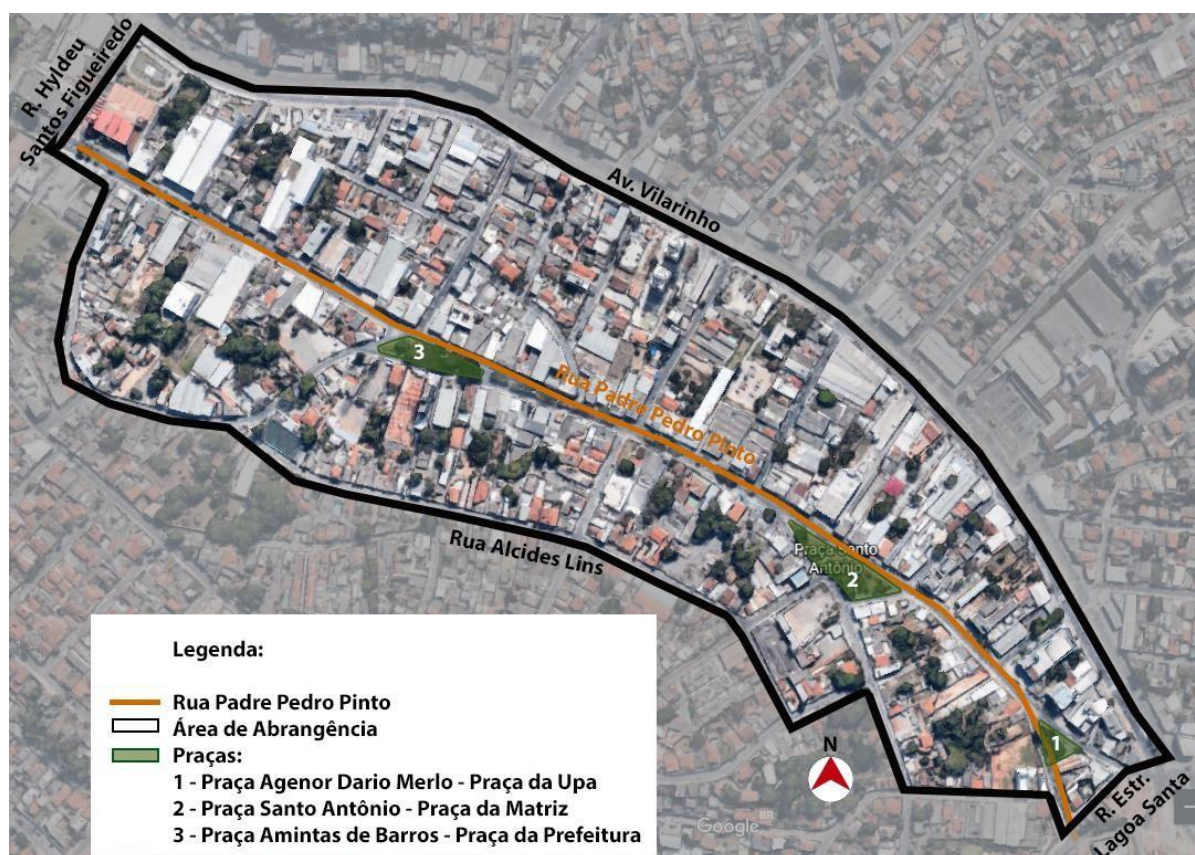 R. Hyldeu
Santos Figueiredo
Av. Vilarinho
3
Rua Padre Pedro Pinto
Praça Santo
Antônio
2
Rua Alcides Lins
1
N
R. Estr.
Lagoa Santa
Google
BR
Legenda:
Rua Padre Pedro Pinto
Área de Abrangência
Praças:
1 - Praça Agenor Dario Merlo - Praça da Upa
2 - Praça Santo Antônio - Praça da Matriz
3 - Praça Amintas de Barros - Praça da Prefeitura